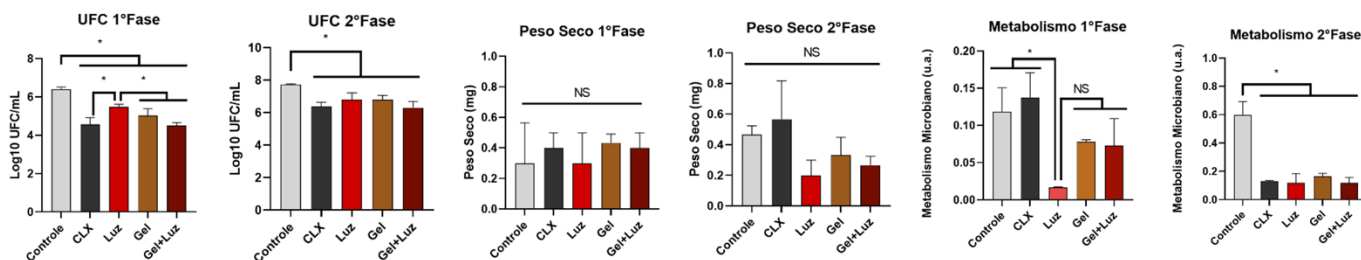 UFC 1°Fase
Log10 UFC/mL
8
6
4
2
0
*
*
*
Controle
CLX
Luz
Gel
Gel+Luz
UFC 2°Fase
Log10 UFC/mL
10
8
6
4
2
0
*
Controle
CLX
Luz
Gel
Gel+Luz
Peso Seco 1°Fase
Peso Seco (mg)
1.0
0.8
0.6
0.4
0.2
0.0
NS
Controle
CLX
Luz
Gel
Gel+Luz
Peso Seco 2°Fase
Peso Seco (mg)
1.0
0.8
0.6
0.4
0.2
0.0
NS
Controle
CLX
Luz
Gel
Gel+Luz
Metabolismo 1°Fase
Metabolismo Microbiano (u.a.)
0.20
0.15
0.10
0.05
0.00
*
NS
Controle
CLX
Luz
Gel
Gel+Luz
Metabolismo 2°Fase
Metabolismo Microbiano (u.a.)
1.0
0.8
0.6
0.4
0.2
0.0
*
Controle
CLX
Luz
Gel
Gel+Luz